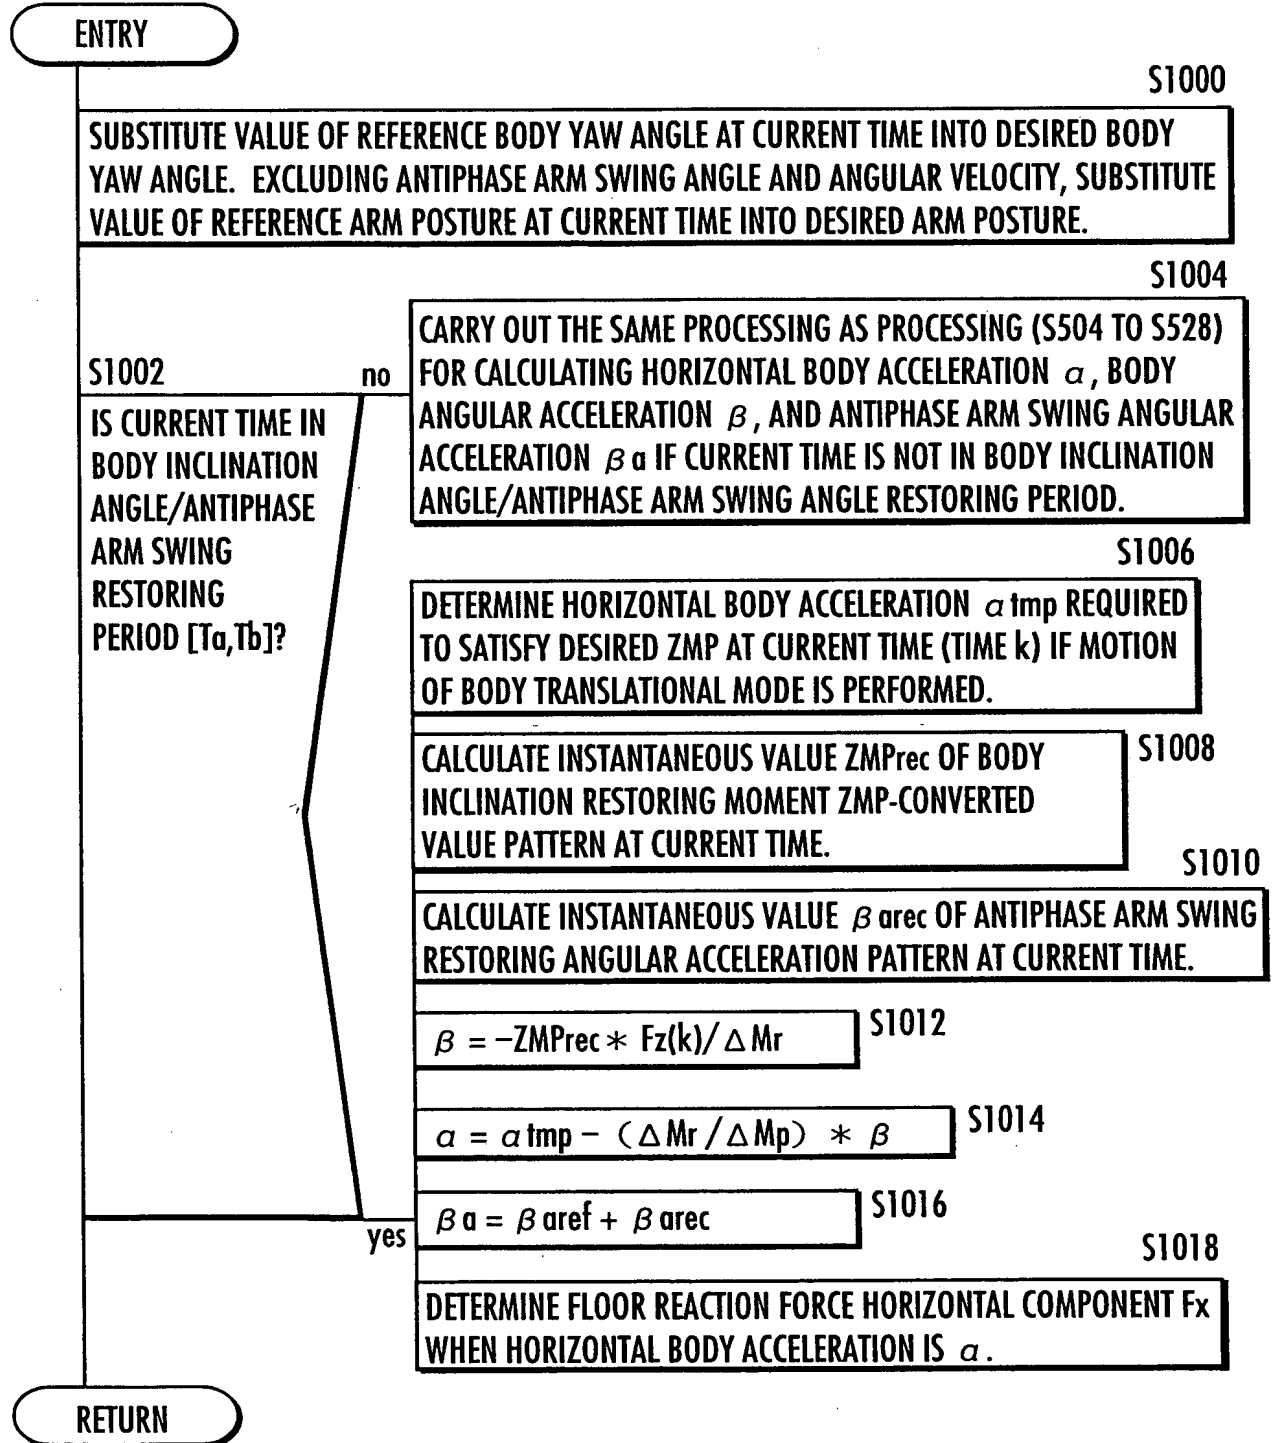 ENTRY
S1000
SUBSTITUTE VALUE OF REFERENCE BODY YAW ANGLE AT CURRENT TIME INTO DESIRED BODY
YAW ANGLE. EXCLUDING ANTIPHASE ARM SWING ANGLE AND ANGULAR VELOCITY, SUBSTITUTE
VALUE OF REFERENCE ARM POSTURE AT CURRENT TIME INTO DESIRED ARM POSTURE.
S1002
IS CURRENT TIME IN
BODY INCLINATION
ANGLE/ANTIPHASE
ARM SWING
RESTORING
PERIOD [Ta,Tb]?
no
S1004
CARRY OUT THE SAME PROCESSING AS PROCESSING (S504 TO S528)
FOR CALCULATING HORIZONTAL BODY ACCELERATION α, BODY
ANGULAR ACCELERATION β, AND ANTIPHASE ARM SWING ANGULAR
ACCELERATION βa IF CURRENT TIME IS NOT IN BODY INCLINATION
ANGLE/ANTIPHASE ARM SWING ANGLE RESTORING PERIOD.
yes
S1006
DETERMINE HORIZONTAL BODY ACCELERATION αtmp REQUIRED
TO SATISFY DESIRED ZMP AT CURRENT TIME (TIME k) IF MOTION
OF BODY TRANSLATIONAL MODE IS PERFORMED.
S1008
CALCULATE INSTANTANEOUS VALUE ZMPrec OF BODY
INCLINATION RESTORING MOMENT ZMP-CONVERTED
VALUE PATTERN AT CURRENT TIME.
S1010
CALCULATE INSTANTANEOUS VALUE βarec OF ANTIPHASE ARM SWING
RESTORING ANGULAR ACCELERATION PATTERN AT CURRENT TIME.
S1012
β = -ZMPrec * Fz(k)/ΔMr
S1014
α = αtmp - (ΔMr/ΔMp) * β
S1016
βa = βaref + βarec
S1018
DETERMINE FLOOR REACTION FORCE HORIZONTAL COMPONENT Fx
WHEN HORIZONTAL BODY ACCELERATION IS α.
RETURN